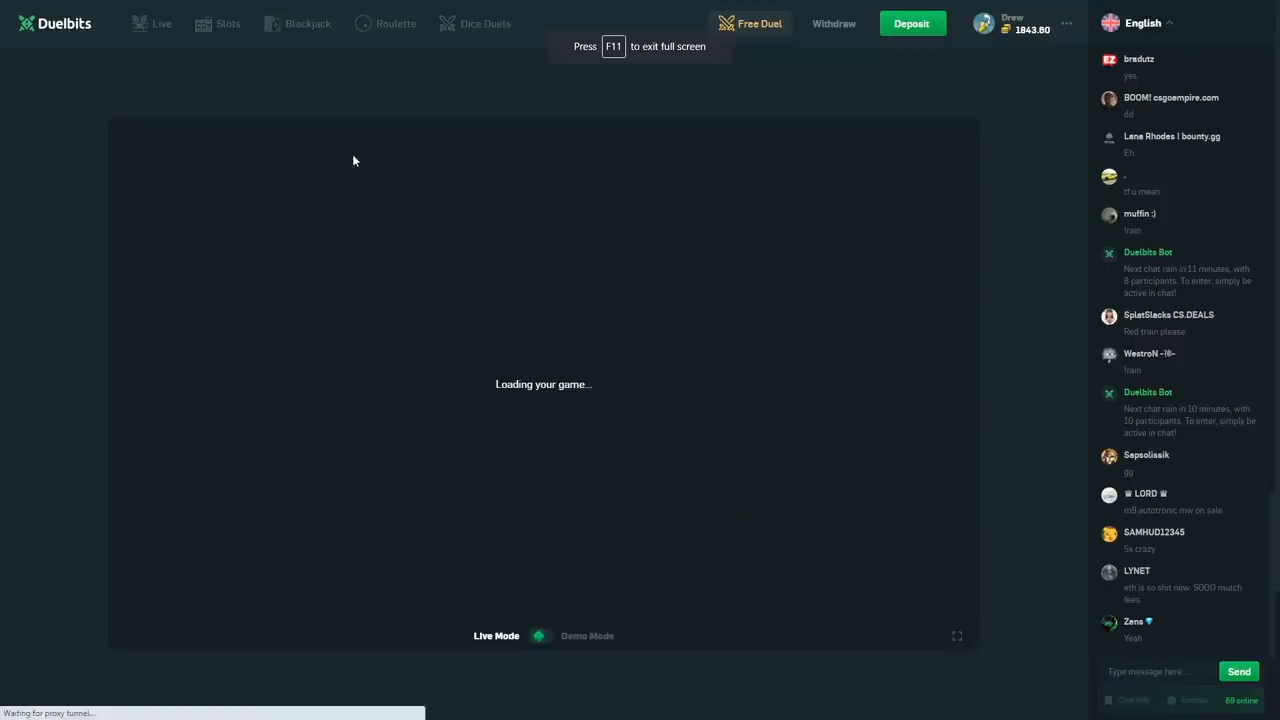 Duelbits
Live
Slots
Blackjack
Roulette
Dice Duels
Free Duel
Withdraw
Deposit
Drew
1843.60
English
Press F11 to exit full screen
bradutz
yes
BOOM! csgoempire.com
dd
Lana Rhodes | bounty.gg
Eh
.
tf u mean
muffin :)
!rain
Duelbits Bot
Next chat rain in 11 minutes, with
8 participants. To enter, simply be
active in chat!
SplatSlacks CS.DEALS
Red train please
WestroN
!rain
Duelbits Bot
Next chat rain in 10 minutes, with
10 participants. To enter, simply be
active in chat!
Sapsolissik
gg
♛ LORD ♛
m9 autotronic mw on sale
SAMHUD12345
5x crazy
LYNET
eth is so shit now. SOOO mutch
fees
Zens 💎
Yeah
Loading your game...
Live Mode
Demo Mode
Type message here..
Send
89 online
Waiting for proxy tunnel...